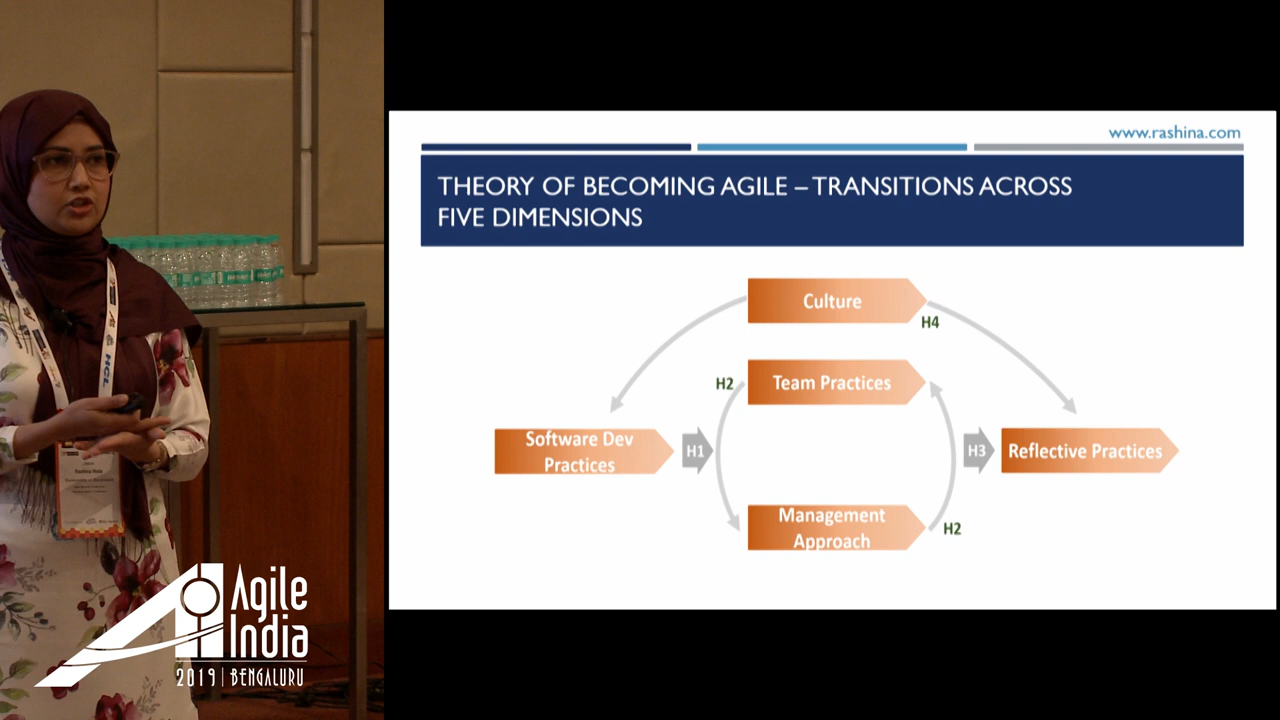 www.rashina.com
THEORY OF BECOMING AGILE – TRANSITIONS ACROSS
FIVE DIMENSIONS
Culture
H4
H2
Team Practices
Software Dev
Practices
H1
H3
Reflective Practices
Management
Approach
H2
HCL
Agile
India
2019 | BENGALURU